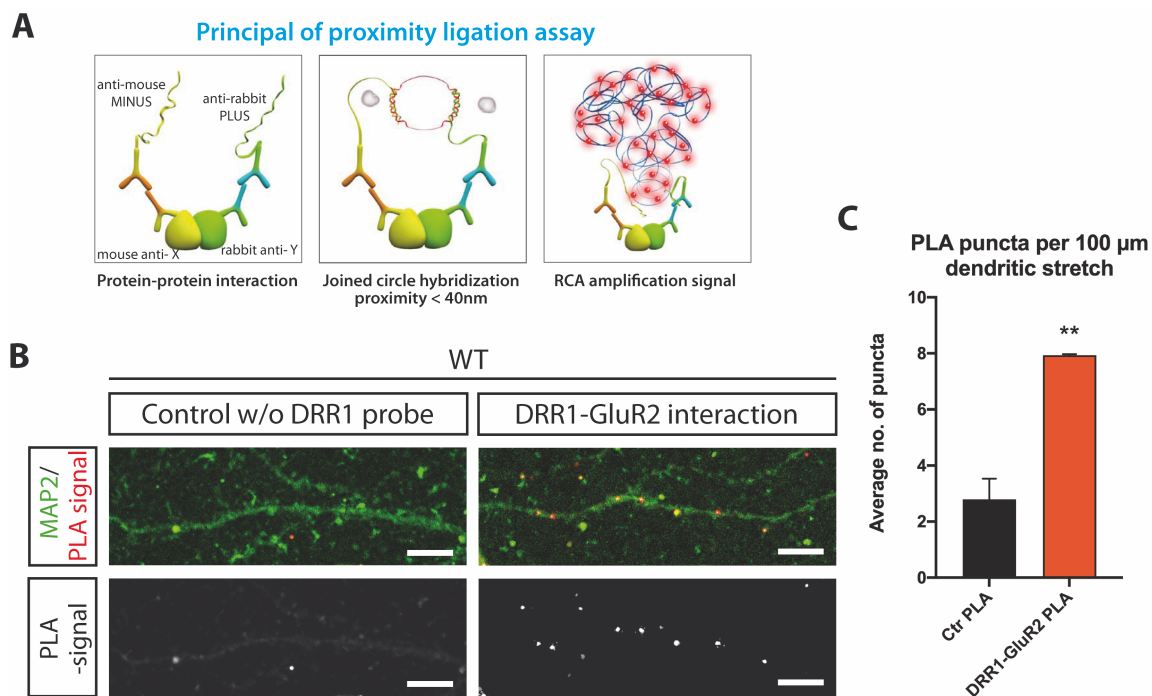 A
Principal of proximity ligation assay
anti-mouse
MINUS
anti-rabbit
PLUS
mouse anti- X
rabbit anti- Y
Protein-protein interaction
Joined circle hybridization
proximity < 40nm
RCA amplification signal
B
WT
Control w/o DRR1 probe
DRR1-GluR2 interaction
MAP2/
PLA signal
PLA
-signal
C
PLA puncta per 100 µm
dendritic stretch
Average no. of puncta
10
8
6
4
2
0
**
Ctr PLA
DRR1-GluR2 PLA